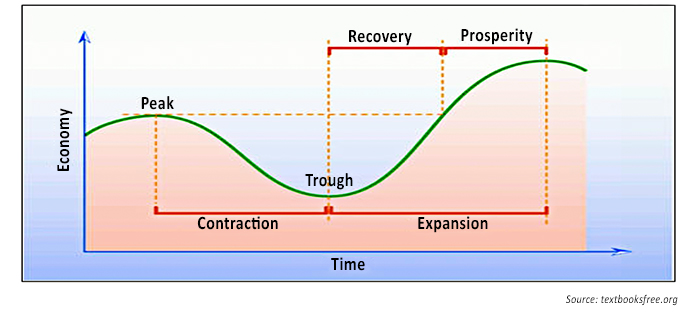 Recovery
Prosperity
Peak
Economy
Trough
Contraction
Expansion
Time
Source: textbooksfree.org